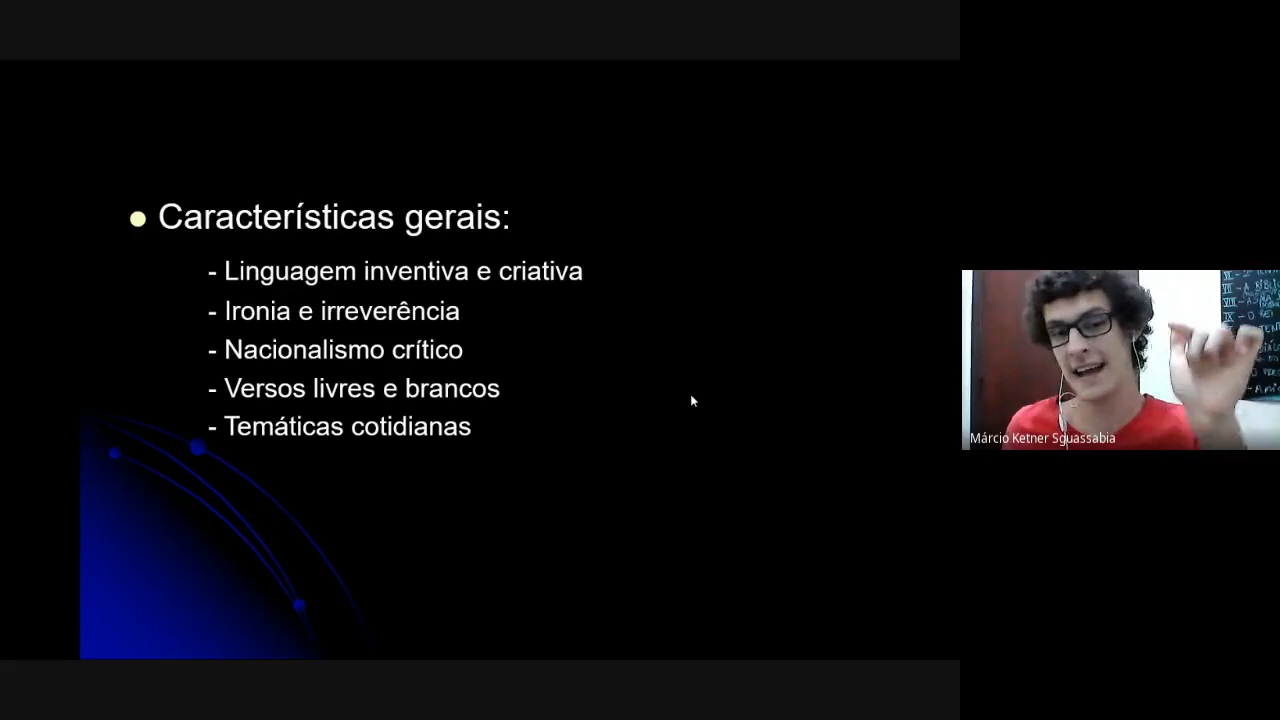 Características gerais:
- Linguagem inventiva e criativa
- Ironia e irreverência
- Nacionalismo crítico
- Versos livres e brancos
- Temáticas cotidianas
Márcio Ketner Sguassabia